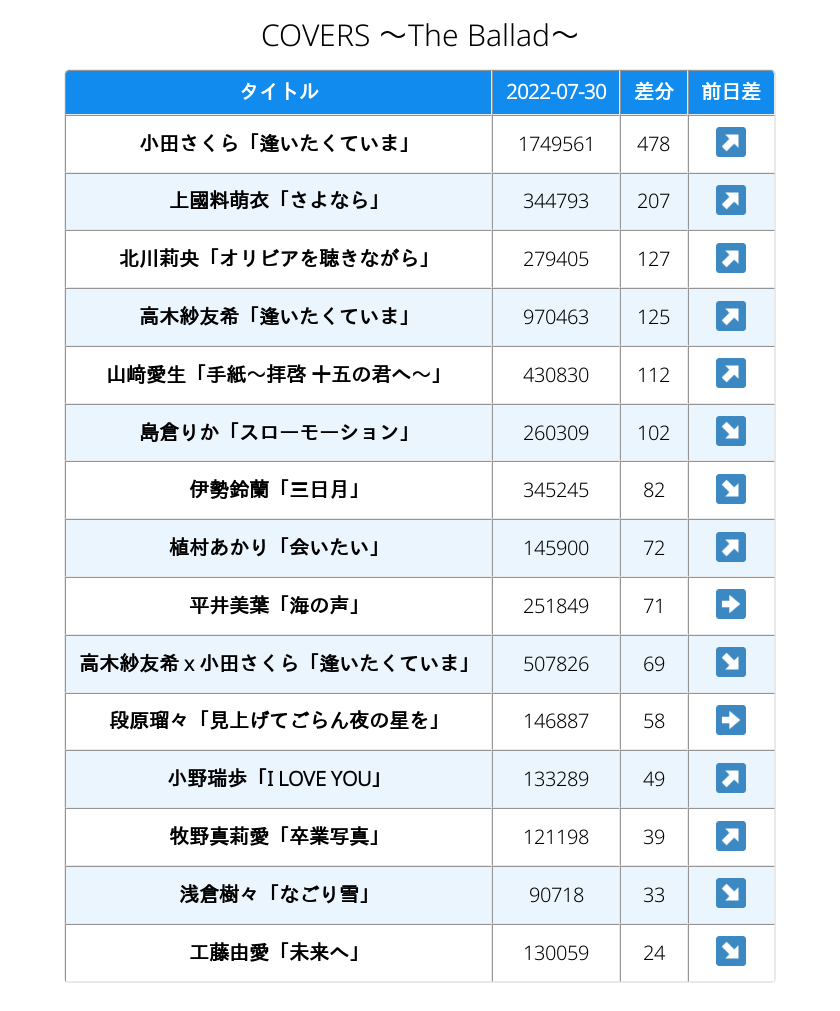 COVERS ～The Ballad～
タイトル 2022-07-30 差分 前日差
小田さくら「逢いたくていま」 1749561 478
上國料萌衣「さよなら」 344793 207
北川莉央「オリビアを聴きながら」 279405 127
高木紗友希「逢いたくていま」 970463 125
山﨑愛生「手紙～拝啓 十五の君へ～」 430830 112
島倉りか「スローモーション」 260309 102
伊勢鈴蘭「三日月」 345245 82
植村あかり「会いたい」 145900 72
平井美葉「海の声」 251849 71
高木紗友希 x 小田さくら「逢いたくていま」 507826 69
段原瑠々「見上げてごらん夜の星を」 146887 58
小野瑞歩「I LOVE YOU」 133289 49
牧野真莉愛「卒業写真」 121198 39
浅倉樹々「なごり雪」 90718 33
工藤由愛「未来へ」 130059 24